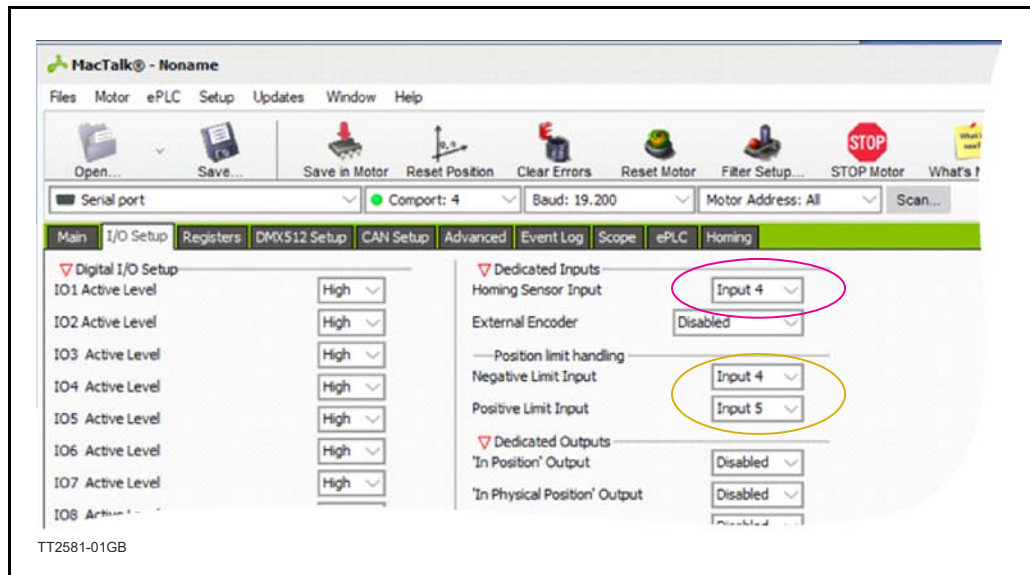 MacTalk® - Noname
Files Motor ePLC Setup Updates Window Help
Open... Save... Save in Motor Reset Position Clear Errors Reset Motor Filter Setup... STOP Motor What's
STOP
Serial port Comport: 4 Baud: 19.200 Motor Address: All Scan...
Main I/O Setup Registers DMX512 Setup CAN Setup Advanced Event Log Scope ePLC Homing
Digital I/O Setup
IO1 Active Level High
IO2 Active Level High
IO3 Active Level High
IO4 Active Level High
IO5 Active Level High
IO6 Active Level High
IO7 Active Level High
IO8
Dedicated Inputs
Homing Sensor Input Input 4
External Encoder Disabled
Position limit handling
Negative Limit Input Input 4
Positive Limit Input Input 5
Dedicated Outputs
'In Position' Output Disabled
'In Physical Position' Output Disabled
TT2581-01GB